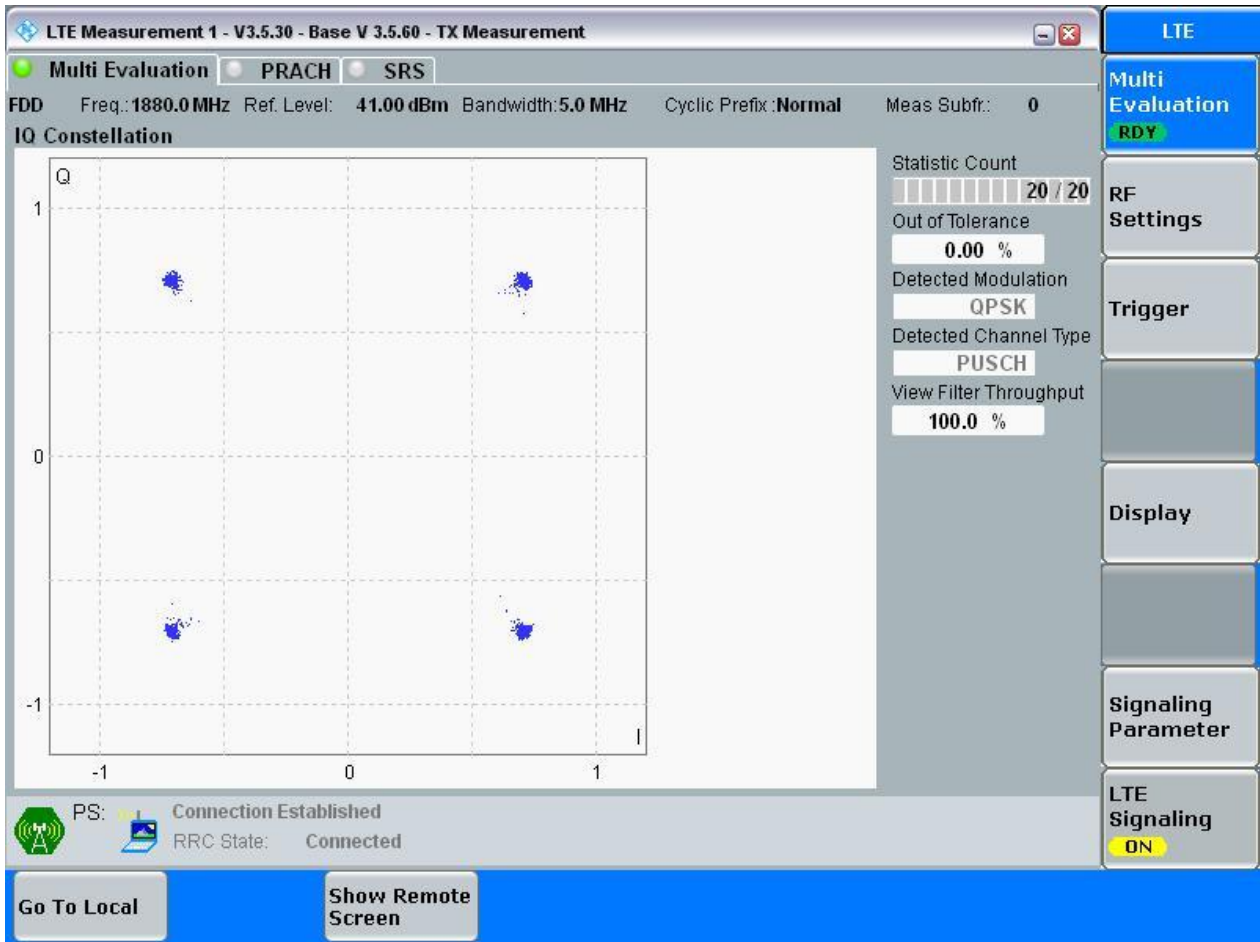 LTE Measurement 1 - V3.5.30 - Base V 3.5.60 - TX Measurement
LTE
Multi Evaluation PRACH SRS
FDD Freq.: 1880.0 MHz Ref. Level: 41.00 dBm Bandwidth: 5.0 MHz Cyclic Prefix : Normal Meas Subfr.: 0
IQ Constellation
Q
1
0
-1
I
-1 0 1
Statistic Count
20 / 20
Out of Tolerance
0.00 %
Detected Modulation
QPSK
Detected Channel Type
PUSCH
View Filter Throughput
100.0 %
Multi
Evaluation
RDY
RF
Settings
Trigger
Display
Signaling
Parameter
LTE
Signaling
ON
PS: Connection Established
RRC State: Connected
Go To Local
Show Remote
Screen